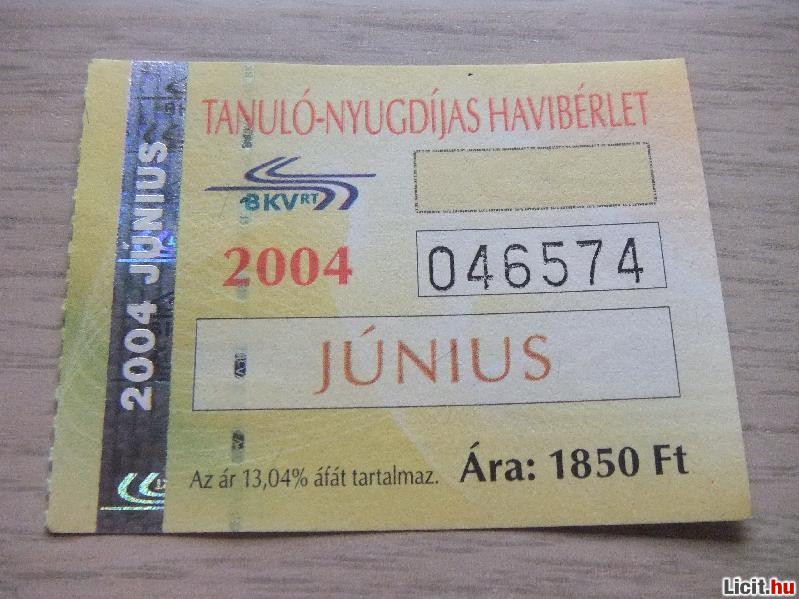 TANULÓ-NYUGDÍJAS HAVIBÉRLET
BKV RT
2004
046574
JÚNIUS
Az ár 13,04% áfát tartalmaz.
Ára: 1850 Ft
2004 JÚNIUS
Licit.hu